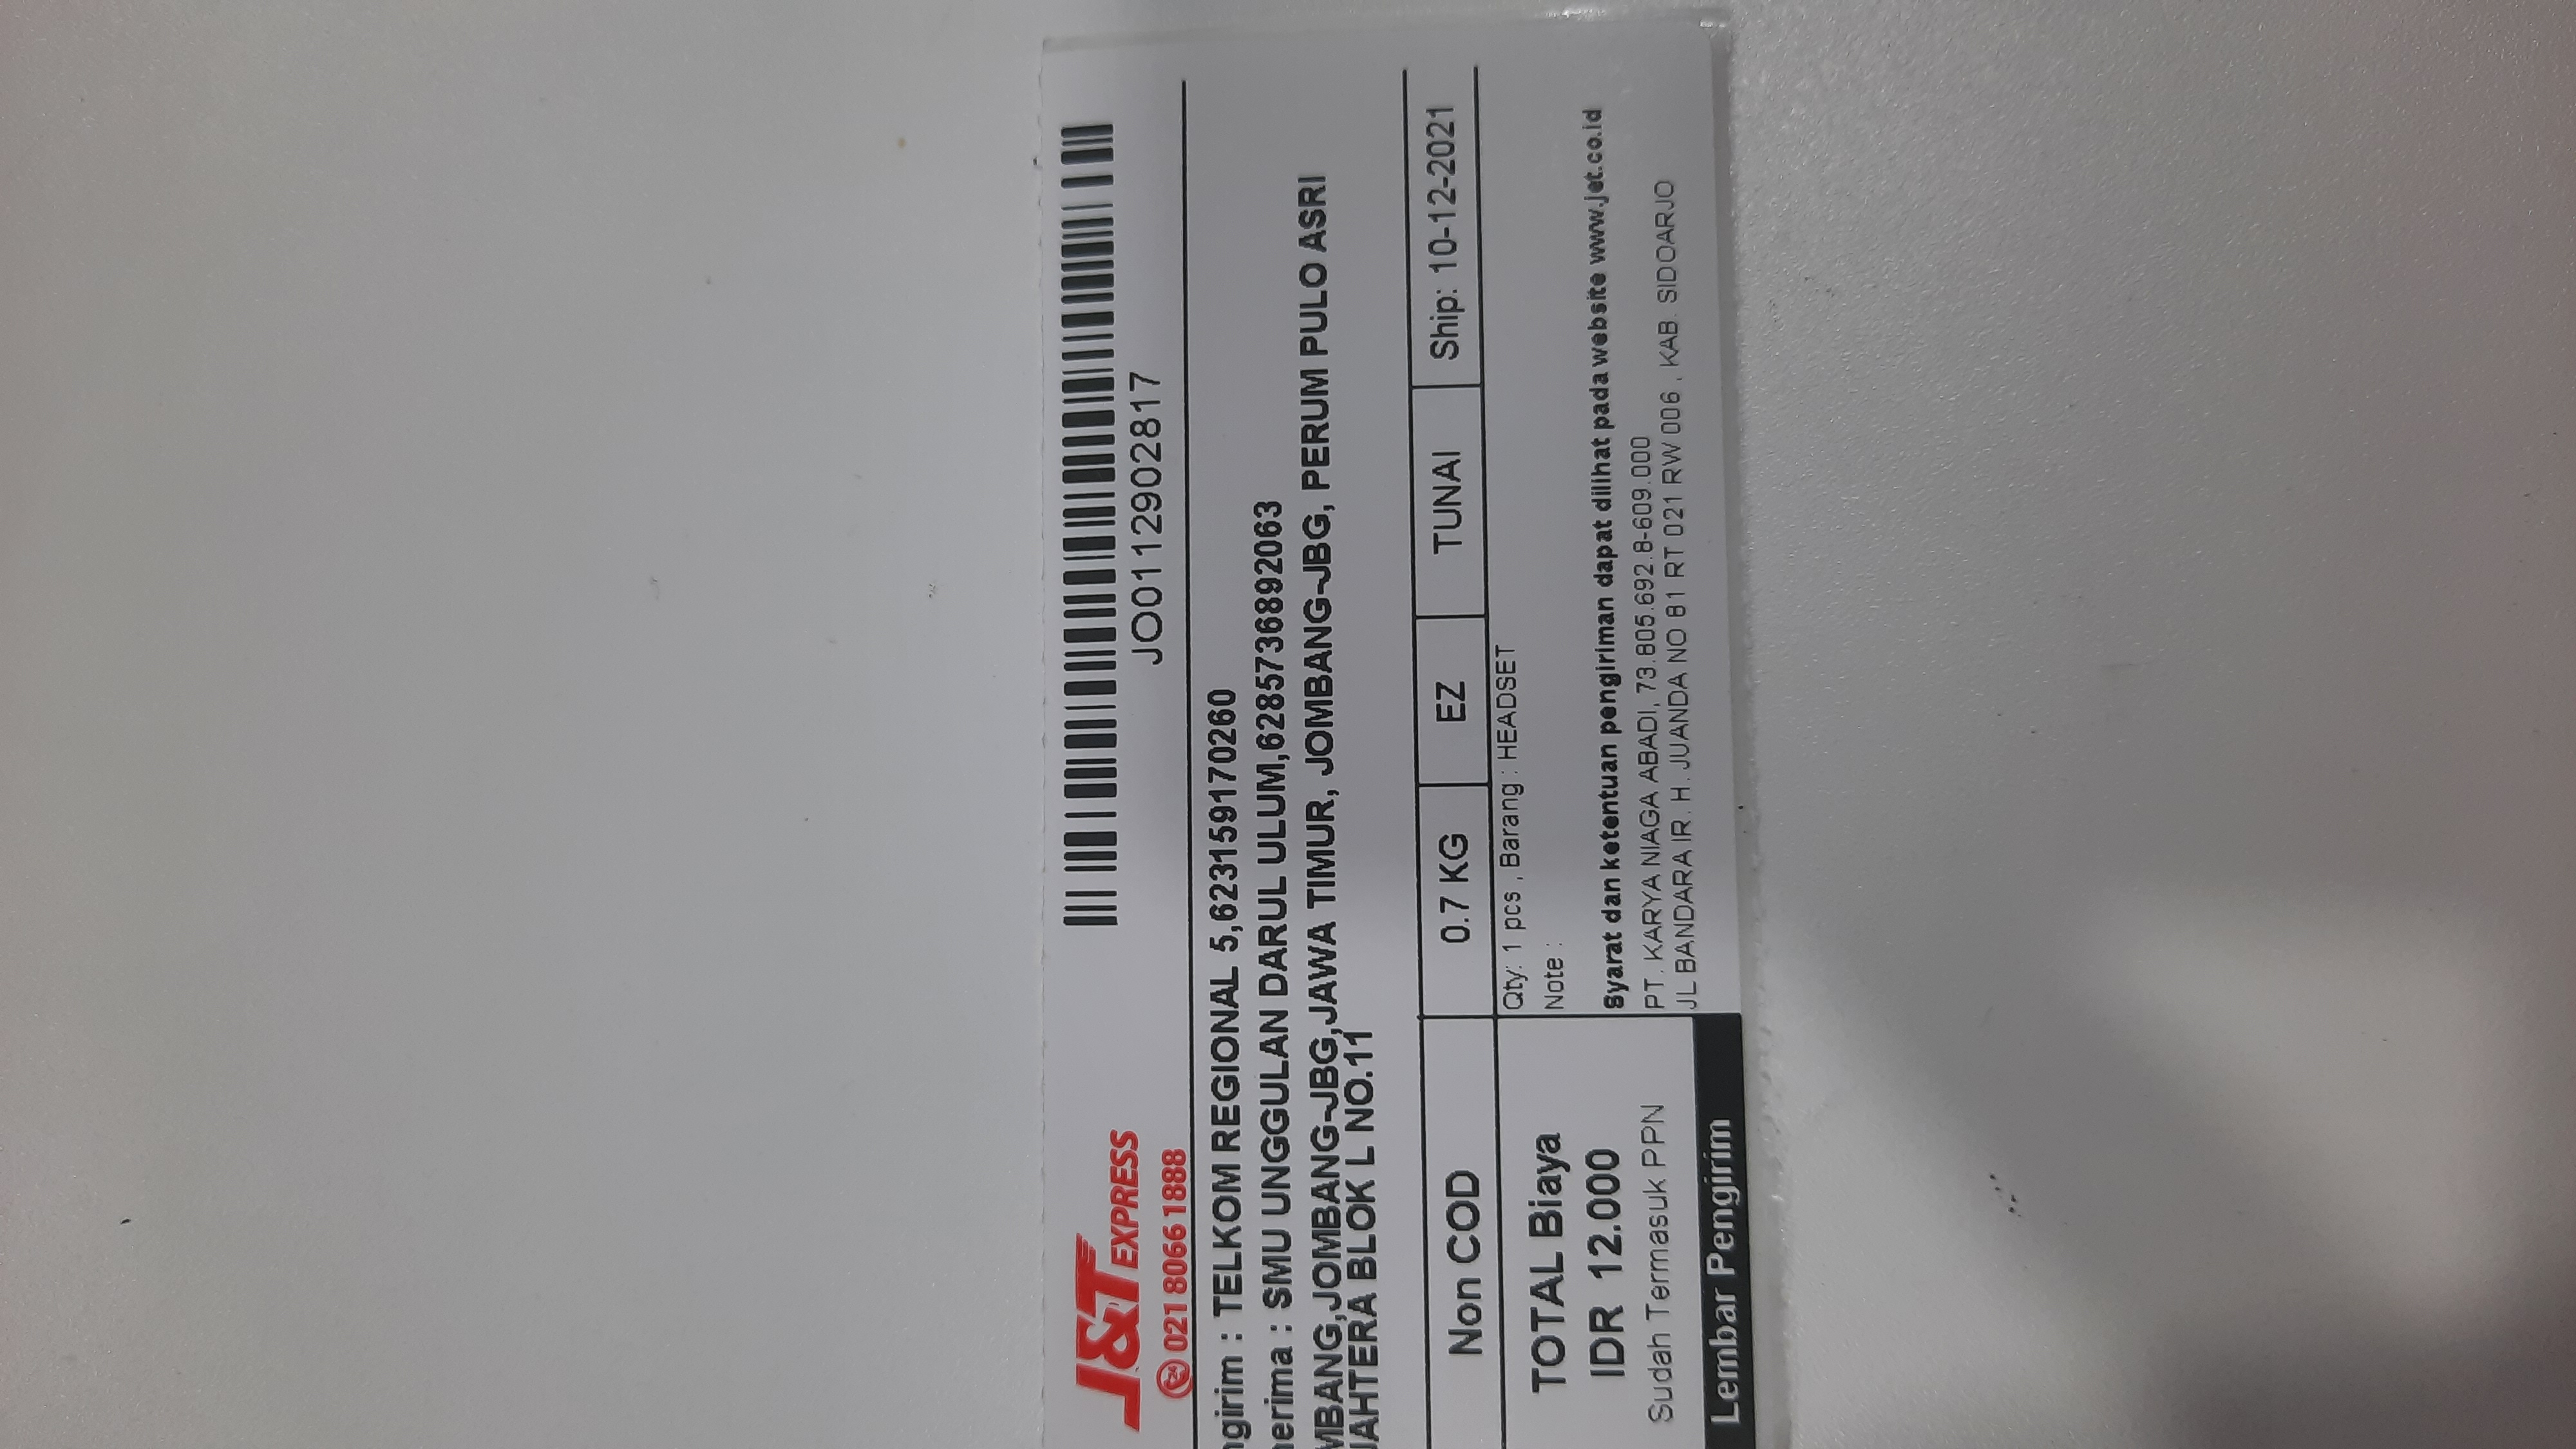 J&T EXPRESS
021 8066 1888
JO0112902817
ngirim : TELKOM REGIONAL 5,623159170260
nerima : SMU UNGGULAN DARUL ULUM,6285736892063
MBANG,JOMBANG-JBG,JAWA TIMUR, JOMBANG-JBG, PERUM PULO ASRI
JAHTERA BLOK L NO.11
Non COD 0.7 KG EZ TUNAI Ship: 10-12-2021
TOTAL Biaya
IDR 12.000
Sudah Termasuk PPN
Lembar Pengirim
Qty: 1 pcs , Barang : HEADSET
Note :
Syarat dan ketentuan pengiriman dapat dilihat pada website www.jet.co.id
PT. KARYA NIAGA ABADI, 73.805.692.8-609.000
JL BANDARA IR. H. JUANDA NO 81 RT 021 RW 006 , KAB. SIDOARJO